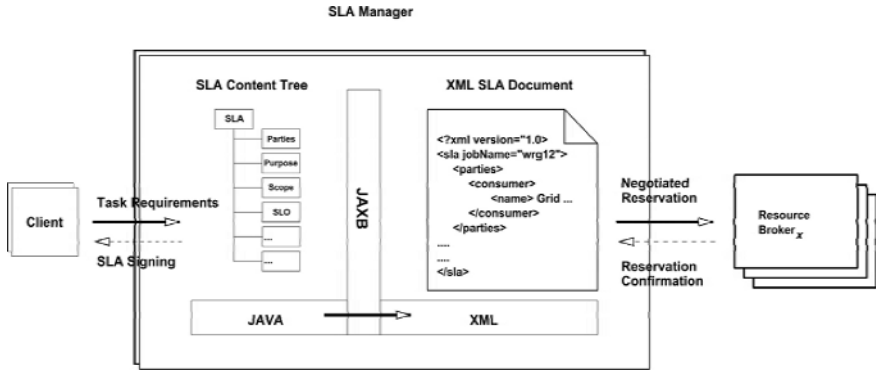 SLA Manager
SLA Content Tree
XML SLA Document
SLA
Parties
Purpose
Scope
SLO
...
...
JAXB
<?xml version="1.0>
<sla jobName="wrg12">
<parties>
<consumer>
<name> Grid ...
</consumer>
</parties>
....
....
</sla>
Client
Task Requirements
SLA Signing
Negotiated
Reservation
Reservation
Confirmation
Resource
Broker x
JAVA
XML